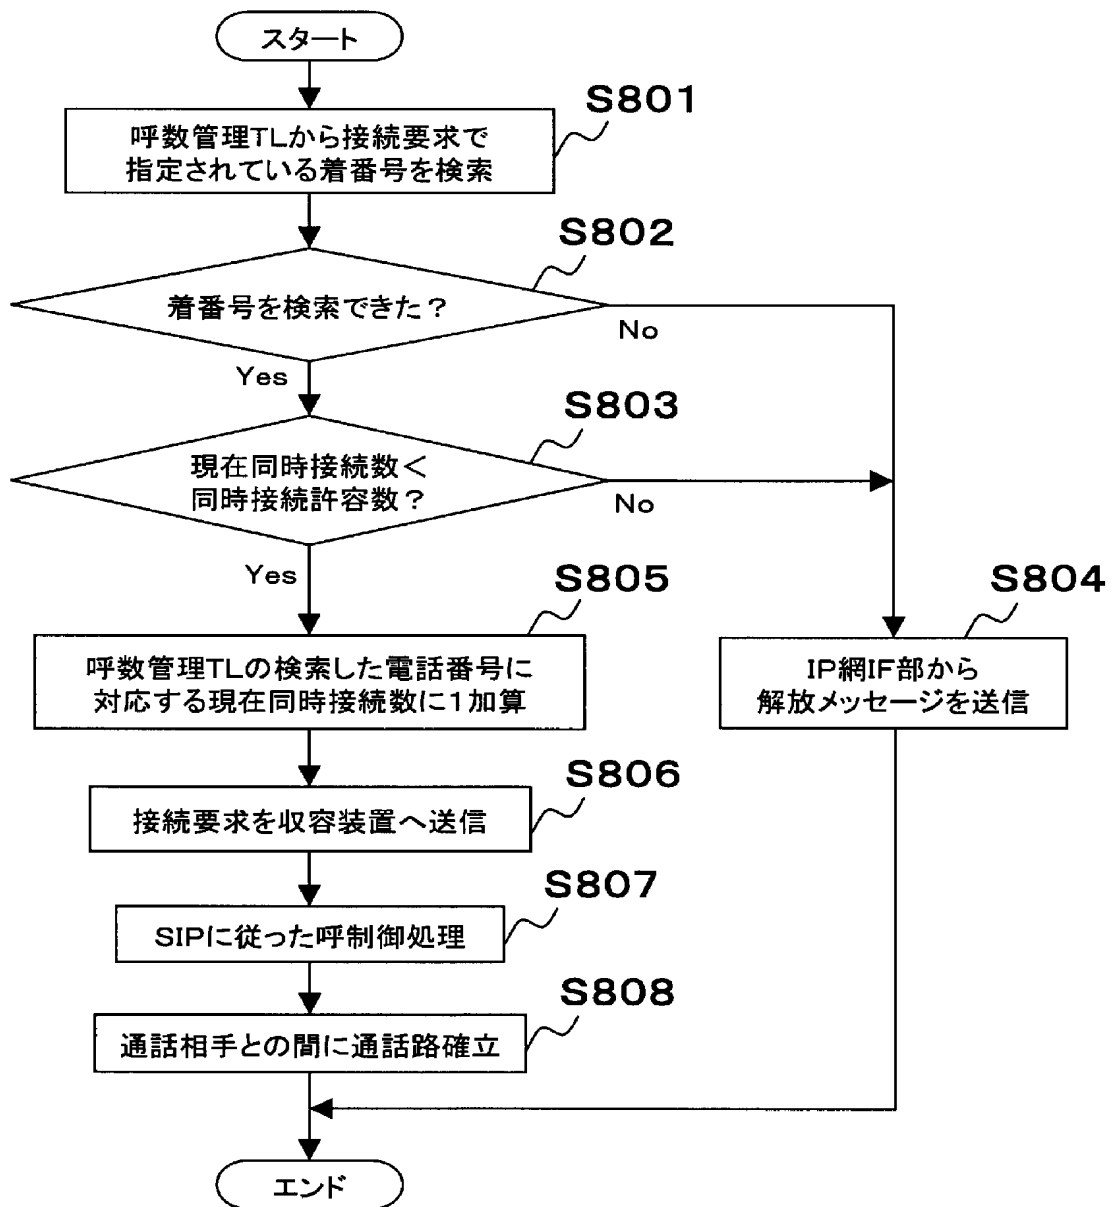 スタート
S801
呼数管理TLから接続要求で
指定されている着番号を検索
S802
着番号を検索できた？
No
Yes
S803
現在同時接続数＜
同時接続許容数？
No
Yes
S805
S804
呼数管理TLの検索した電話番号に
対応する現在同時接続数に1加算
IP網IF部から
解放メッセージを送信
S806
接続要求を収容装置へ送信
S807
SIPに従った呼制御処理
S808
通話相手との間に通話路確立
エンド